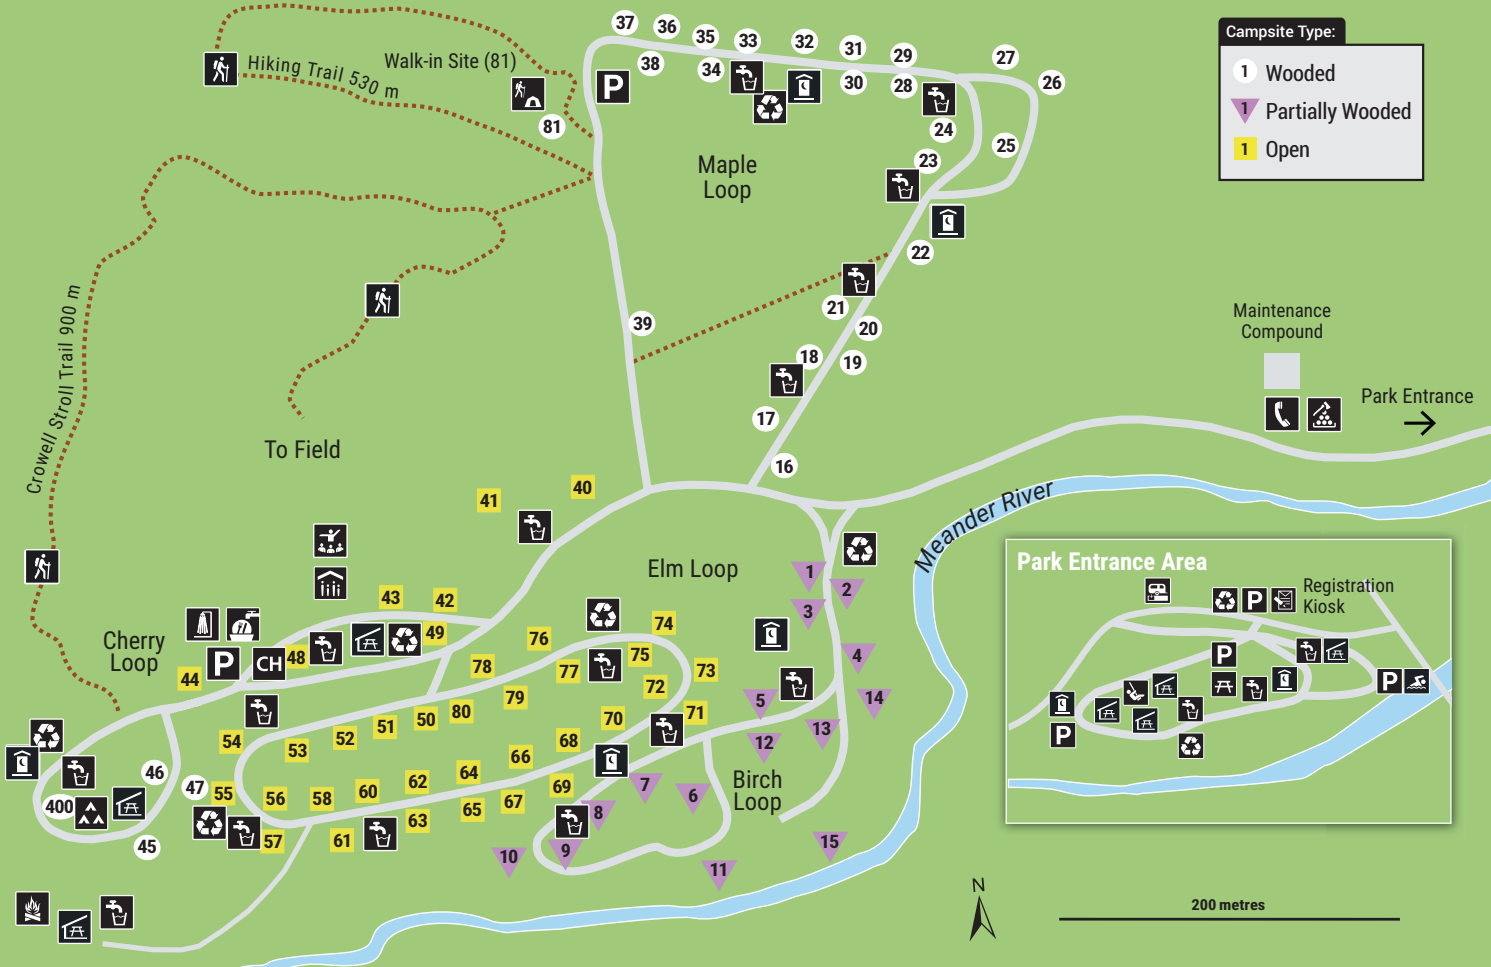 37
36
35
33
32
31
29
27
38
34
30
28
26
P
Hiking Trail 530 m
Walk-in Site (81)
81
24
25
23
Maple
Loop
22
21
20
39
18
19
17
16
Campsite Type:
1 Wooded
1 Partially Wooded
1 Open
Maintenance
Compound
Park Entrance
Crowell Stroll Trail 900 m
To Field
41
40
Meander River
Elm Loop
1
2
3
4
5
14
13
12
Birch
Loop
7
6
8
9
10
11
15
43
42
49
48
P
CH
Cherry
Loop
44
76
74
75
77
73
72
78
79
80
50
51
52
53
54
70
71
68
66
69
64
62
60
58
56
55
47
46
400
45
57
61
63
65
67
Park Entrance Area
Registration
Kiosk
P
P
P
P
N
200 metres